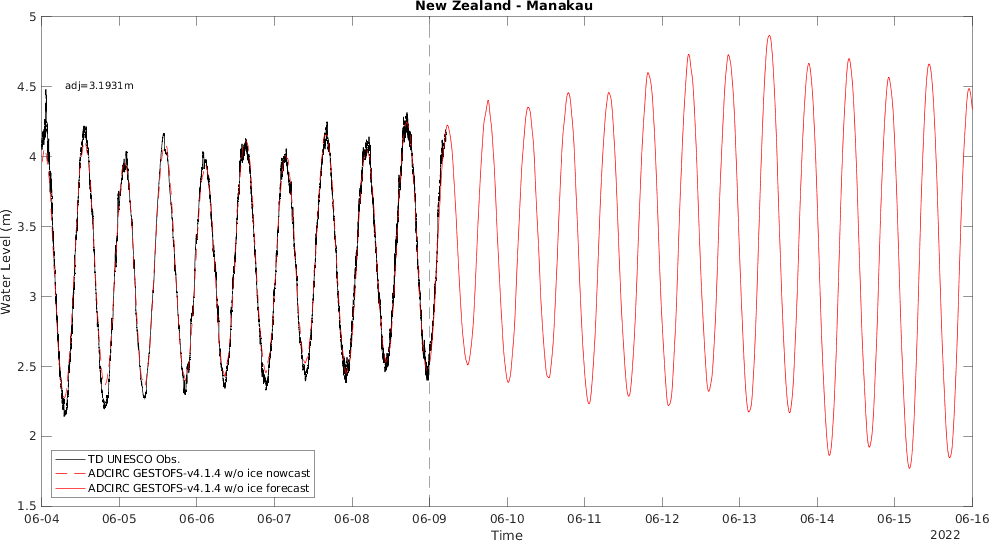 New Zealand - Manakau
adj=3.1931m
5
4.5
4
3.5
3
2.5
2
1.5
Water Level (m)
TD UNESCO Obs.
ADCIRC GESTOFS-v4.1.4 w/o ice nowcast
ADCIRC GESTOFS-v4.1.4 w/o ice forecast
06-04 06-05 06-06 06-07 06-08 06-09 06-10 06-11 06-12 06-13 06-14 06-15 06-16
Time
2022